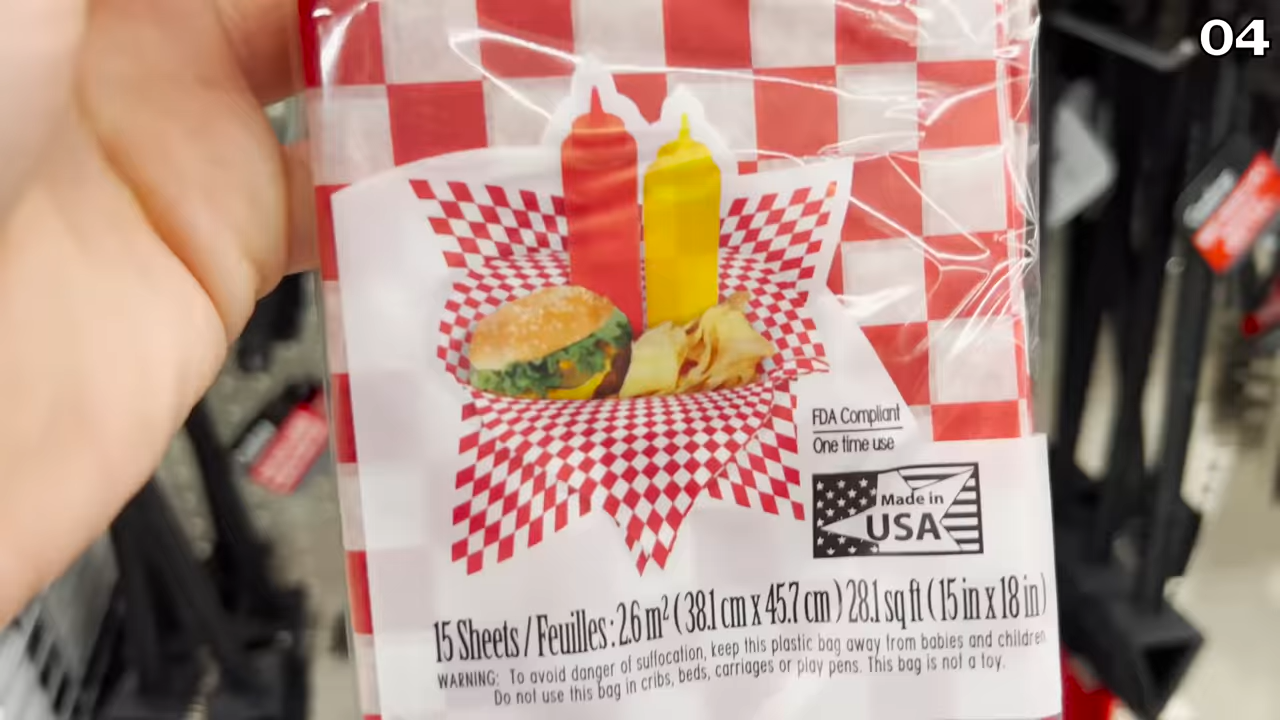 04
FDA Compliant
One time use
Made in
USA
15 Sheets / Feuilles : 2.6 m² ( 38.1 cm x 45.7 cm ) 28.1 sq ft ( 15 in x 18 in )
WARNING: To avoid danger of suffocation, keep this plastic bag away from babies and children
Do not use this bag in cribs, beds, carriages or play pens. This bag is not a toy.